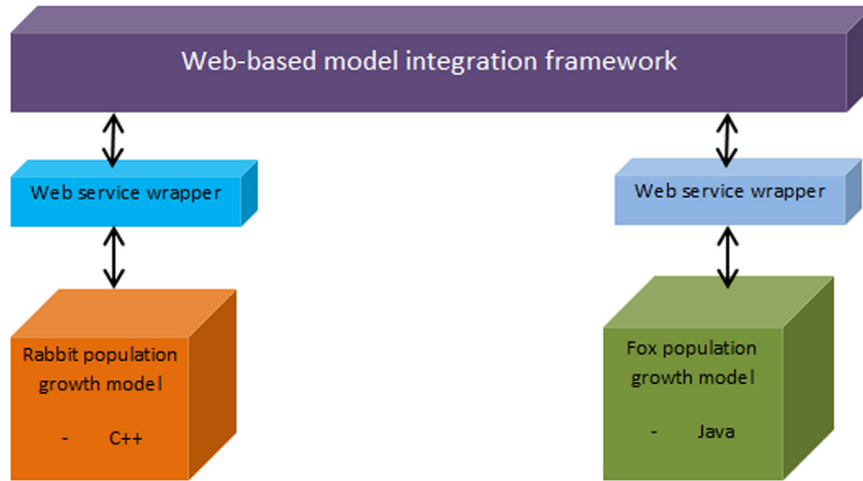 Web-based model integration framework
Web service wrapper
Web service wrapper
Rabbit population
growth model
- C++
Fox population
growth model
- Java